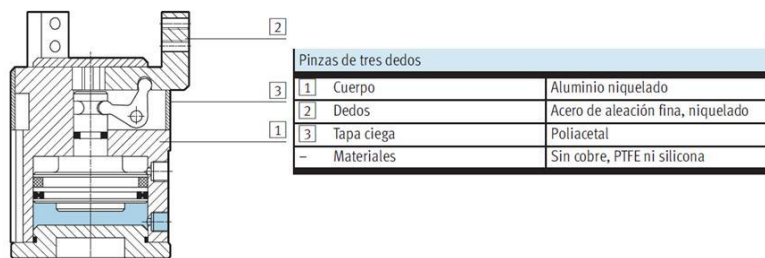 2
3
1
Pinzas de tres dedos
1 Cuerpo Aluminio niquelado
2 Dedos Acero de aleación fina, niquelado
3 Tapa ciega Poliacetal
– Materiales Sin cobre, PTFE ni silicona